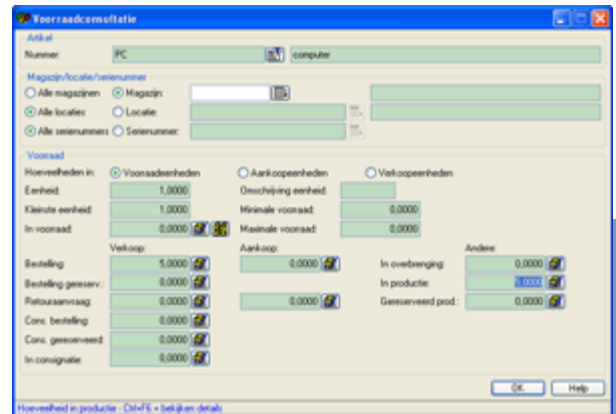 Voorraadconsultatie
Artikel
Nummer: PC computer
Magazijn/locatie/serienummer
Alle magazijnen Magazijn:
Alle locaties Locatie:
Alle serienummers Serienummer:
Voorraad
Hoeveelheden in: Voorraadeenheden Aankoopeenheden Verkoopeenheden
Eenheid: 1,0000 Omschrijving eenheid:
Kleinste eenheid: 1,0000 Minimale voorraad: 0,0000
In voorraad: 0,0000 Maximale voorraad: 0,0000
Verkoop: Aankoop: Andere:
Bestelling: 5,0000 0,0000 In overbrenging: 0,0000
Bestelling gereserv.: 0,0000 In productie: 5,0000
Retouraanvraag: 0,0000 0,0000 Gereserveerd prod.: 0,0000
Cons. bestelling: 0,0000
Cons. gereserveerd: 0,0000
In consignatie: 0,0000
OK Help
Hoeveelheid in productie - Ctrl+F6 = bekijken details